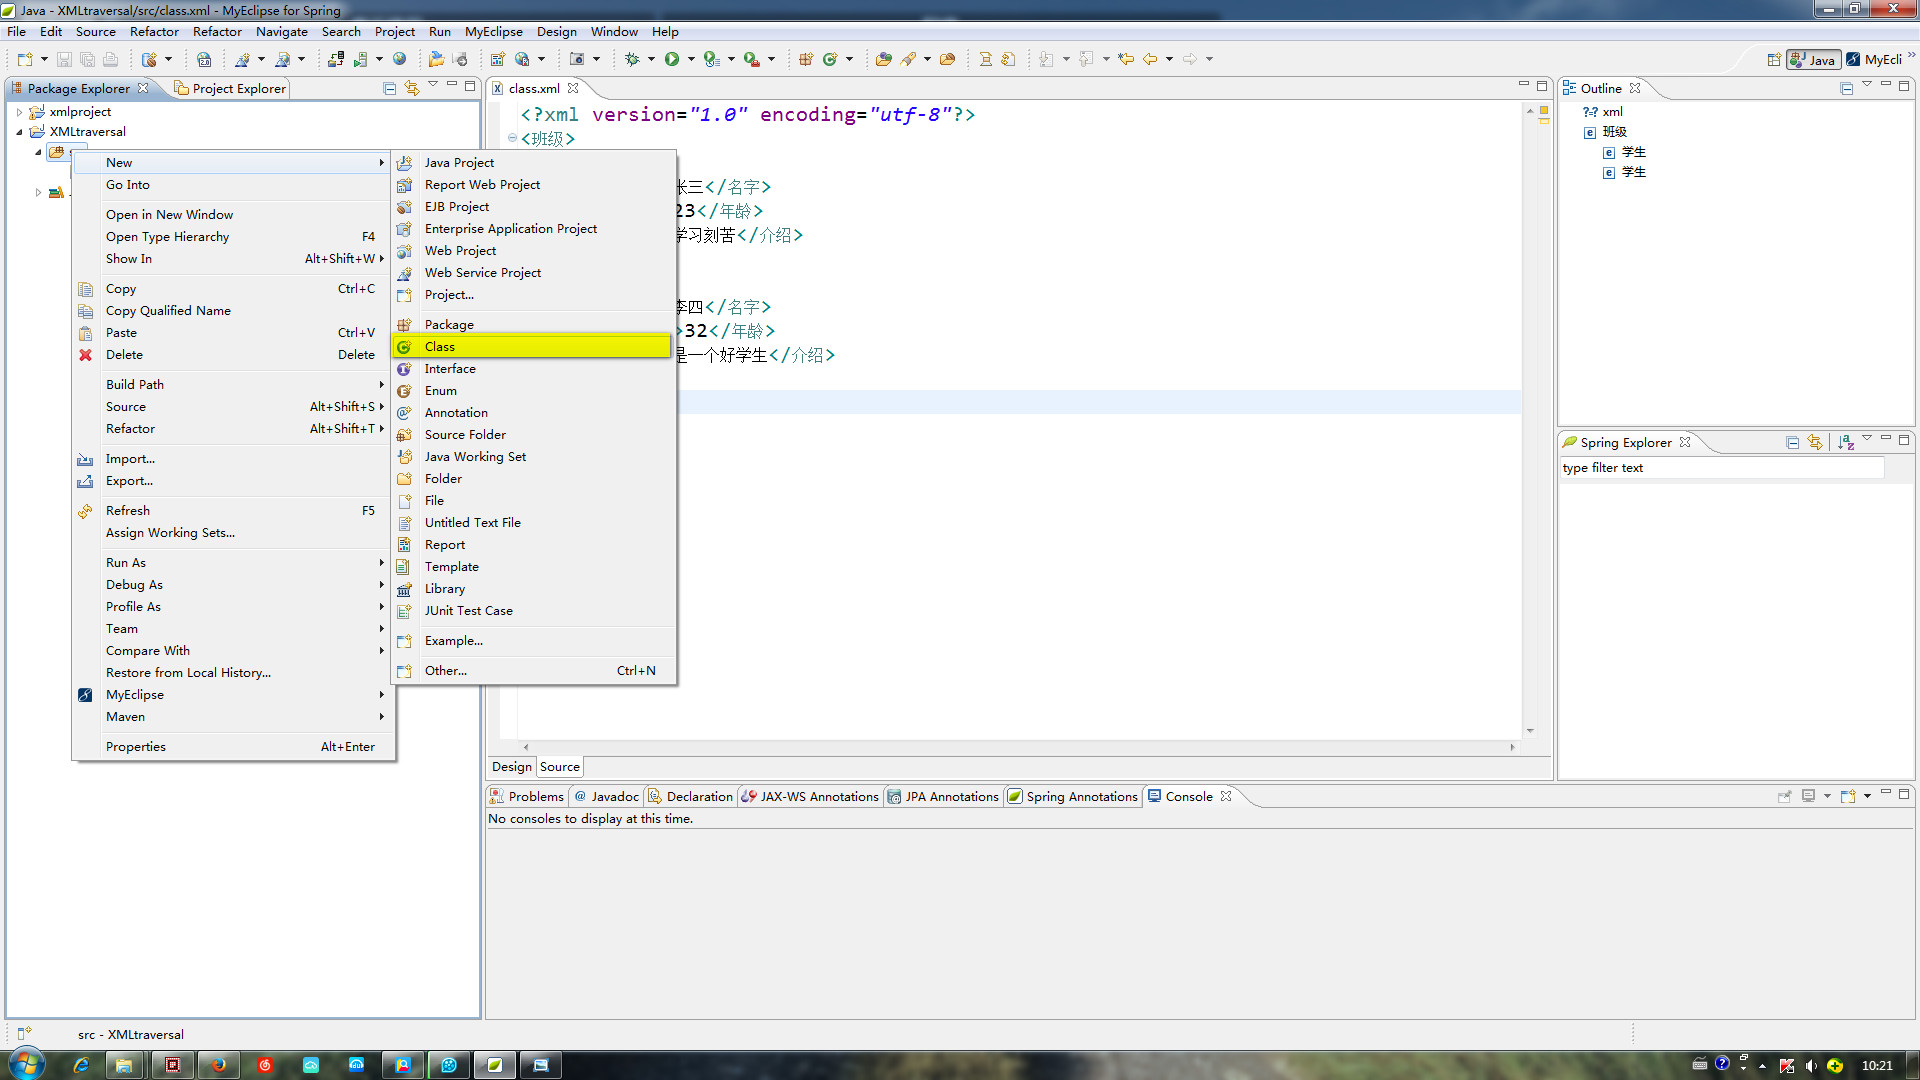 Java - XMLtraversal/src/class.xml - MyEclipse for Spring
File Edit Source Refactor Refactor Navigate Search Project Run MyEclipse Design Window Help
Java
MyEcli
Package Explorer
Project Explorer
xmlproject
XMLtraversal
New
Go Into
Open in New Window
Open Type Hierarchy F4
Show In Alt+Shift+W
Copy Ctrl+C
Copy Qualified Name
Paste Ctrl+V
Delete Delete
Build Path
Source Alt+Shift+S
Refactor Alt+Shift+T
Import...
Export...
Refresh F5
Assign Working Sets...
Run As
Debug As
Profile As
Team
Compare With
Restore from Local History...
MyEclipse
Maven
Properties Alt+Enter
Java Project
Report Web Project
EJB Project
Enterprise Application Project
Web Project
Web Service Project
Project...
Package
Class
Interface
Enum
Annotation
Source Folder
Java Working Set
Folder
File
Untitled Text File
Report
Template
Library
JUnit Test Case
Example...
Other... Ctrl+N
class.xml
<?xml version="1.0" encoding="utf-8"?>
<班级>
张三</名字>
23</年龄>
学习刻苦</介绍>
李四</名字>
>32</年龄>
是一个好学生</介绍>
Design Source
Outline
?-? xml
e 班级
e 学生
e 学生
Spring Explorer
type filter text
Problems @ Javadoc Declaration JAX-WS Annotations JPA Annotations Spring Annotations Console
No consoles to display at this time.
src - XMLtraversal
10:21